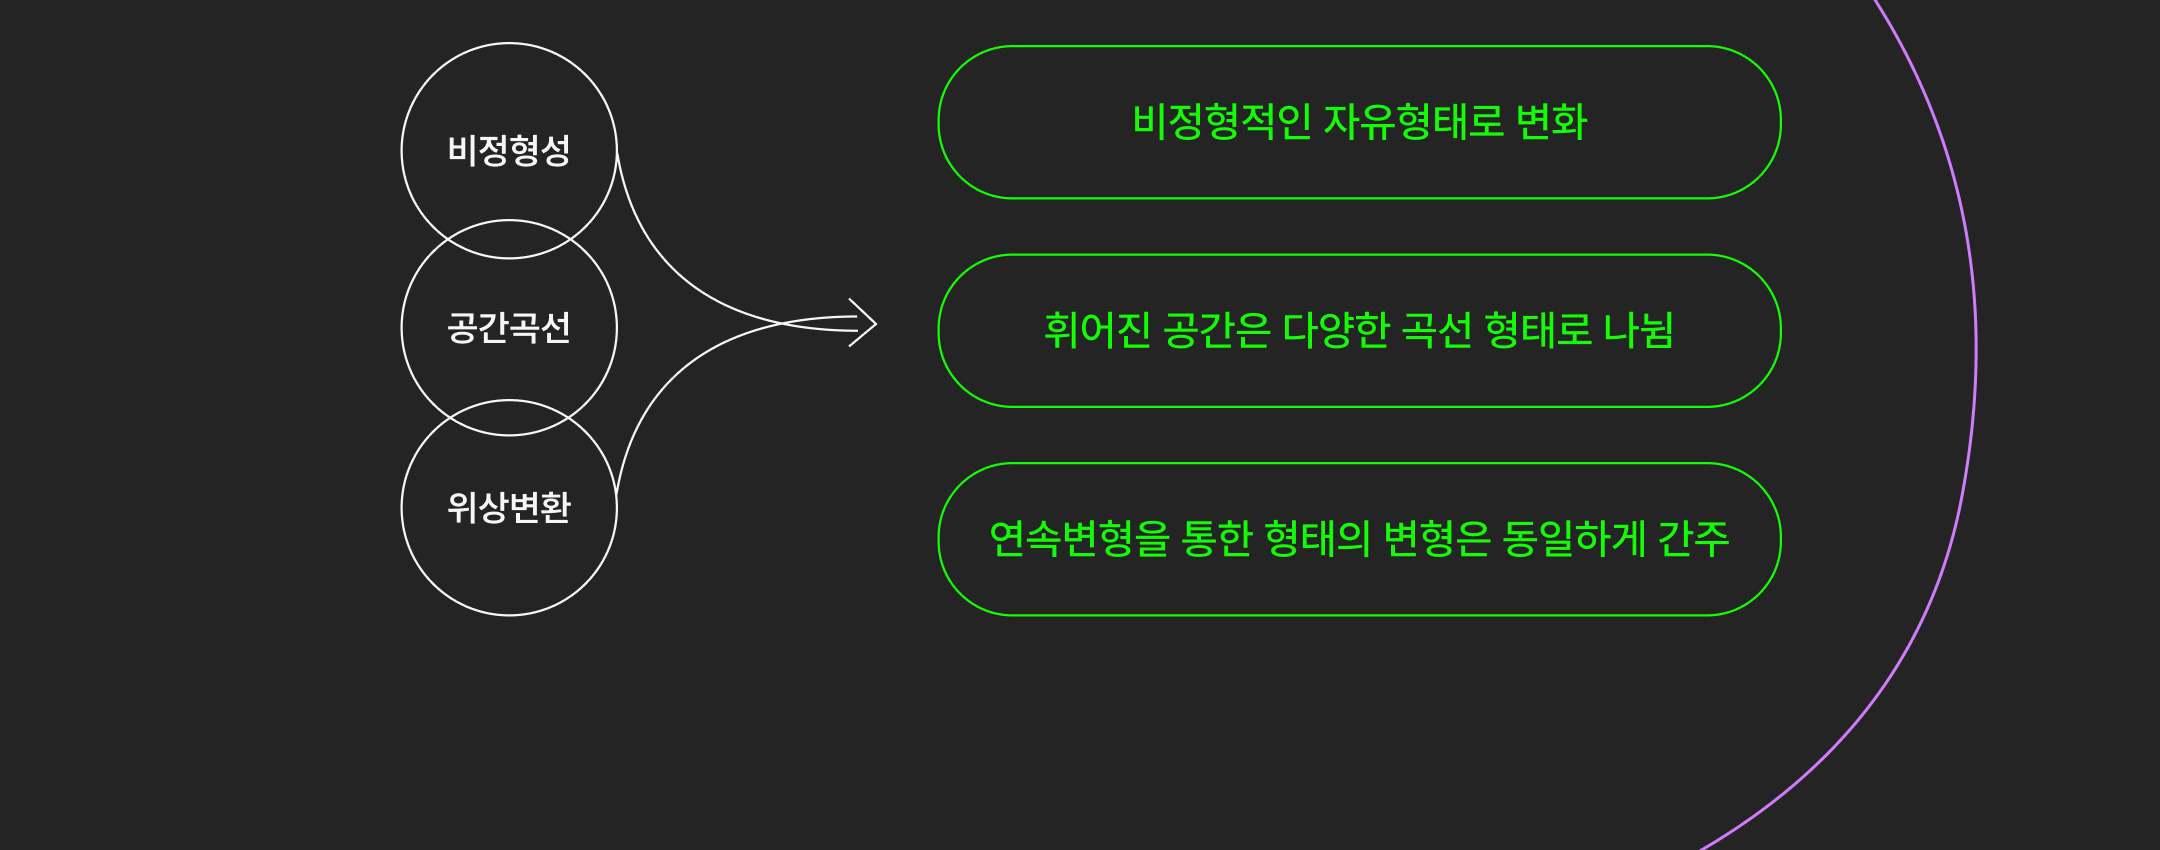 비정형성
비정형적인 자유형태로 변화
공간곡선
휘어진 공간은 다양한 곡선 형태로 나뉨
위상변환
연속변형을 통한 형태의 변형은 동일하게 간주